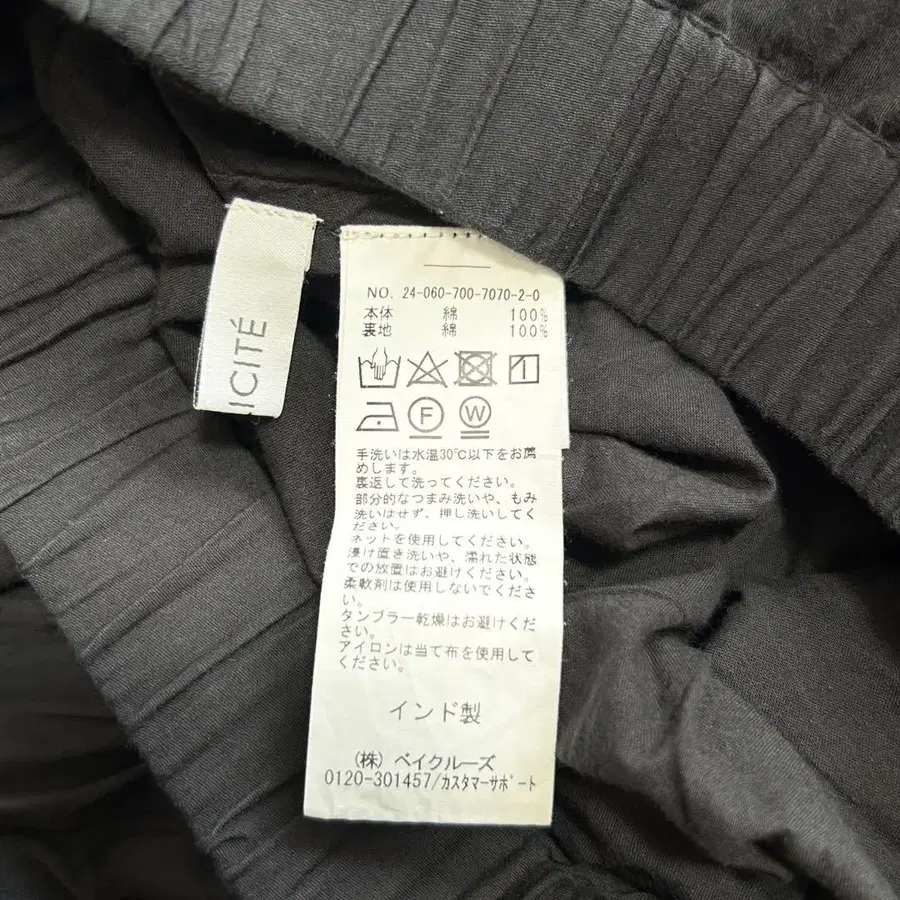 ICITÉ
NO. 24-060-700-7070-2-0
本体 綿 100%
裏地 綿 100%
F W
手洗いは水温30℃以下をお薦
めします。
裏返して洗ってください。
部分的なつまみ洗いや、もみ
洗いはせず、押し洗いしてく
ださい。
ネットを使用してください。
浸け置き洗いや、濡れた状態
での放置はお避けください。
柔軟剤は使用しないでくださ
い。
タンブラー乾燥はお避けくだ
さい。
アイロンは当て布を使用して
ください。
インド製
(株) ベイクルーズ
0120-301457/カスタマーサポート